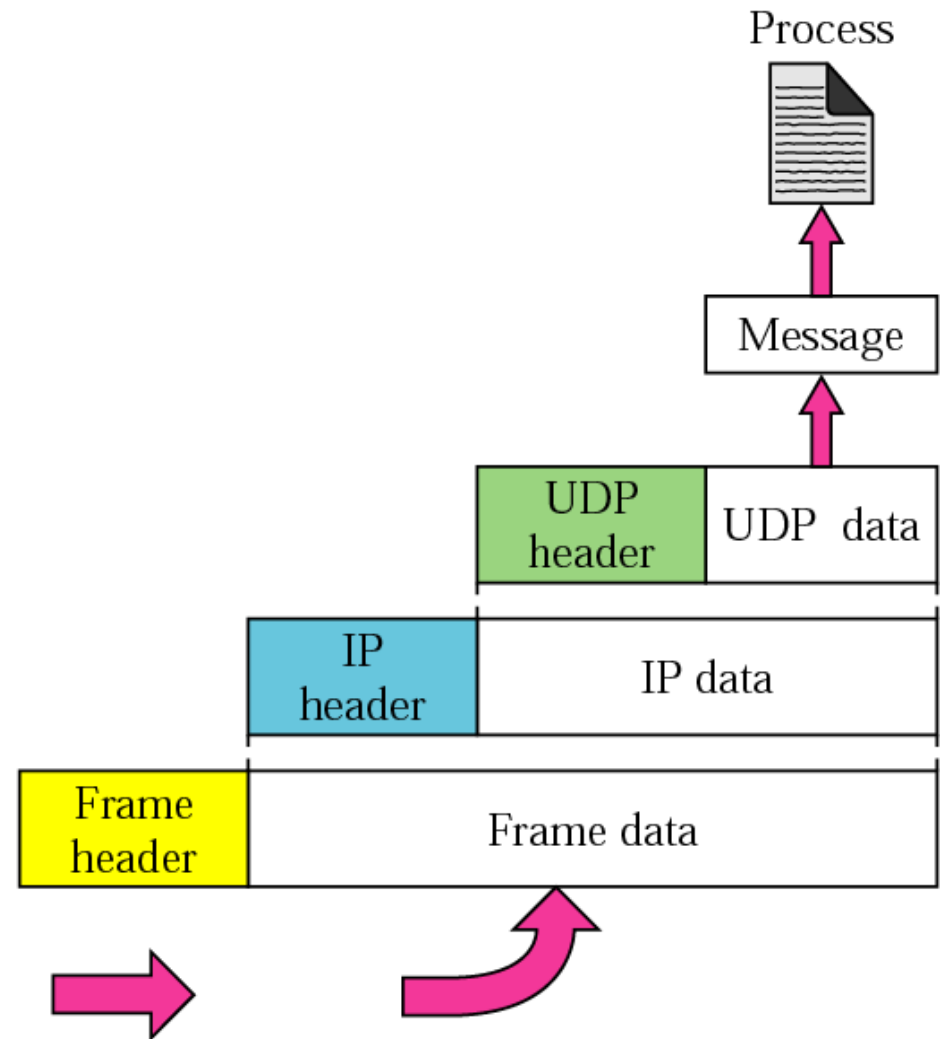 Process
Message
UDP
header
UDP data
IP
header
IP data
Frame
header
Frame data